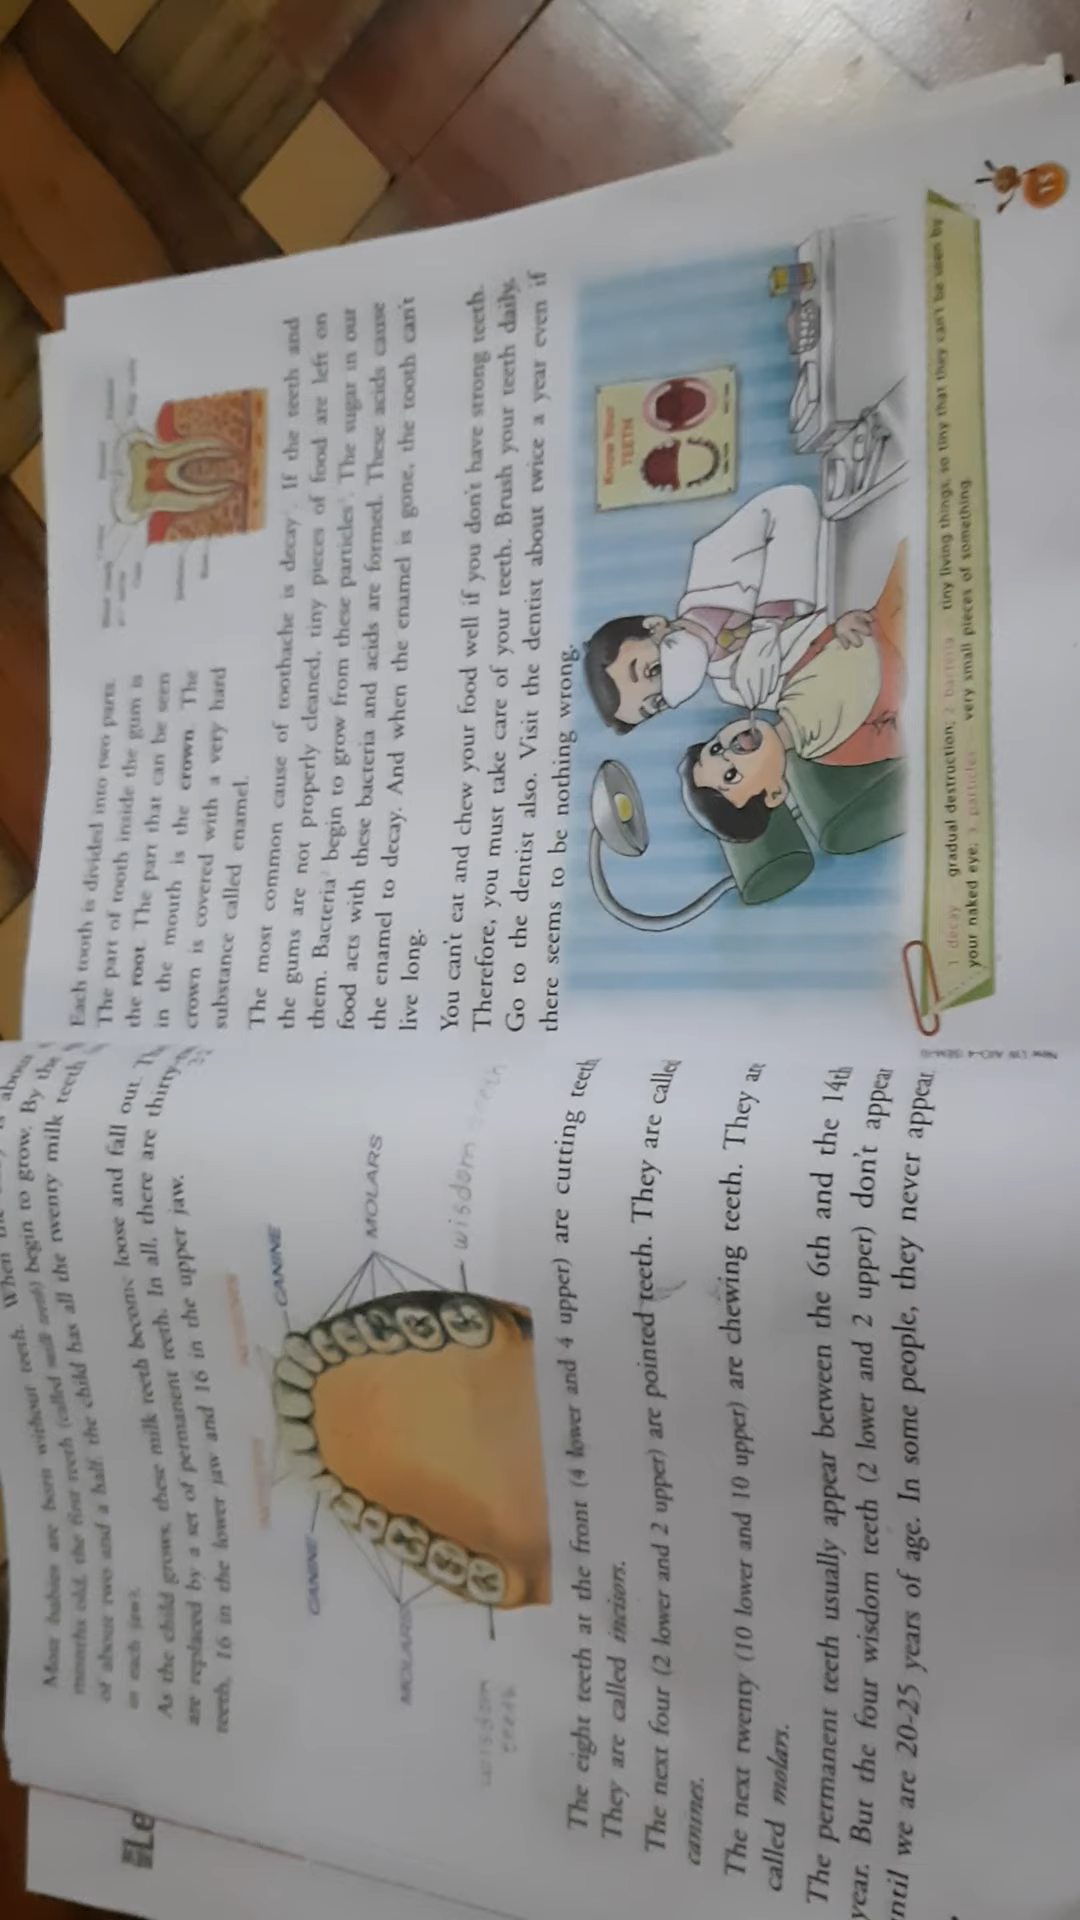 Le
Most babies are born without teeth. When
months old, the first teeth (called milk teeth) begin to grow. By the
of about two and a half, the child has all the twenty milk teeth
in each jaw).
As the child grows, these milk teeth become loose and fall out.
are replaced by a set of permanent teeth. In all, there are thirty-
teeth, 16 in the lower jaw and 16 in the upper jaw.
CANINE
CANINE
MOLARS
MOLARS
wisdom teeth
wisdom
teeth
The eight teeth at the front (4 lower and 4 upper) are cutting teeth
They are called incisors.
The next four (2 lower and 2 upper) are pointed teeth. They are called
canines.
The next twenty (10 lower and 10 upper) are chewing teeth. They are
called molars.
The permanent teeth usually appear between the 6th and the 14th
year. But the four wisdom teeth (2 lower and 2 upper) don't appear
until we are 20-25 years of age. In some people, they never appear.
Each tooth is divided into two parts.
The part of tooth inside the gum is
the root. The part that can be seen
in the mouth is the crown. The
crown is covered with a very hard
substance called enamel.
The most common cause of toothache is decay¹. If the teeth and
the gums are not properly cleaned, tiny pieces of food are left on
them. Bacteria² begin to grow from these particles³. The sugar in our
food acts with these bacteria and acids are formed. These acids cause
the enamel to decay. And when the enamel is gone, the tooth can't
live long.
You can't eat and chew your food well if you don't have strong teeth.
Therefore, you must take care of your teeth. Brush your teeth daily.
Go to the dentist also. Visit the dentist about twice a year even if
there seems to be nothing wrong.
Know Your
TEETH
1 decay gradual destruction; 2 bacteria tiny living things, so tiny that they can't be seen by
your naked eye; 3 particles – very small pieces of something.